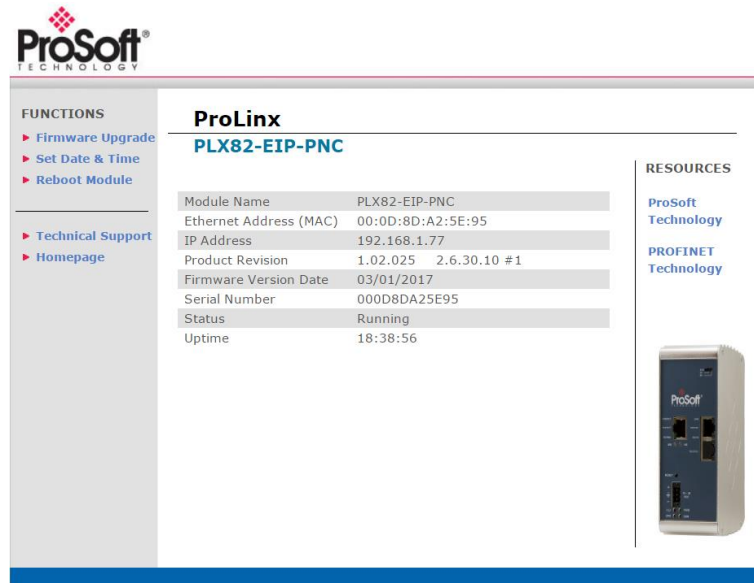 ProSoft®
TECHNOLOGY
FUNCTIONS
Firmware Upgrade
Set Date & Time
Reboot Module
Technical Support
Homepage
ProLinx
PLX82-EIP-PNC
Module Name PLX82-EIP-PNC
Ethernet Address (MAC) 00:0D:8D:A2:5E:95
IP Address 192.168.1.77
Product Revision 1.02.025 2.6.30.10 #1
Firmware Version Date 03/01/2017
Serial Number 000D8DA25E95
Status Running
Uptime 18:38:56
RESOURCES
ProSoft
Technology
PROFINET
Technology
ProSoft